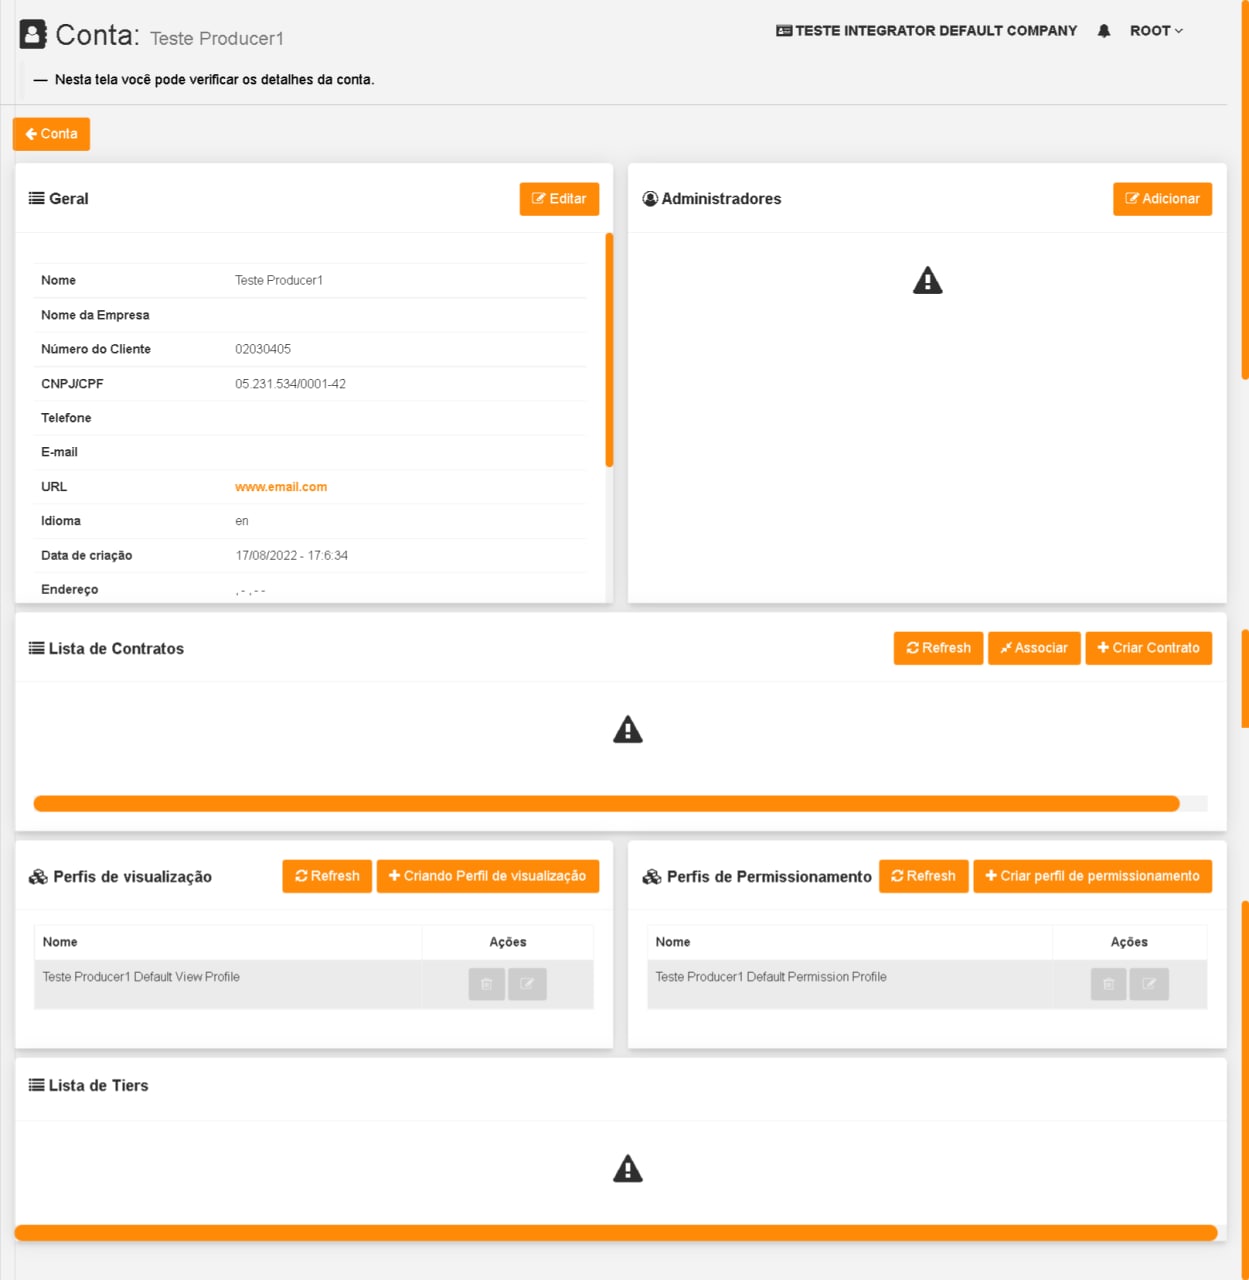 Conta: Teste Producer1
TESTE INTEGRATOR DEFAULT COMPANY
ROOT
— Nesta tela você pode verificar os detalhes da conta.
Conta
Geral
Editar
Nome Teste Producer1
Nome da Empresa
Número do Cliente 02030405
CNPJ/CPF 05.231.534/0001-42
Telefone
E-mail
URL www.email.com
Idioma en
Data de criação 17/08/2022 - 17:6:34
Endereço , - , - -
Administradores
Adicionar
Lista de Contratos
Refresh
Associar
Criar Contrato
Perfis de visualização
Refresh
Criando Perfil de visualização
Nome Ações
Teste Producer1 Default View Profile
Perfis de Permissionamento
Refresh
Criar perfil de permissionamento
Nome Ações
Teste Producer1 Default Permission Profile
Lista de Tiers